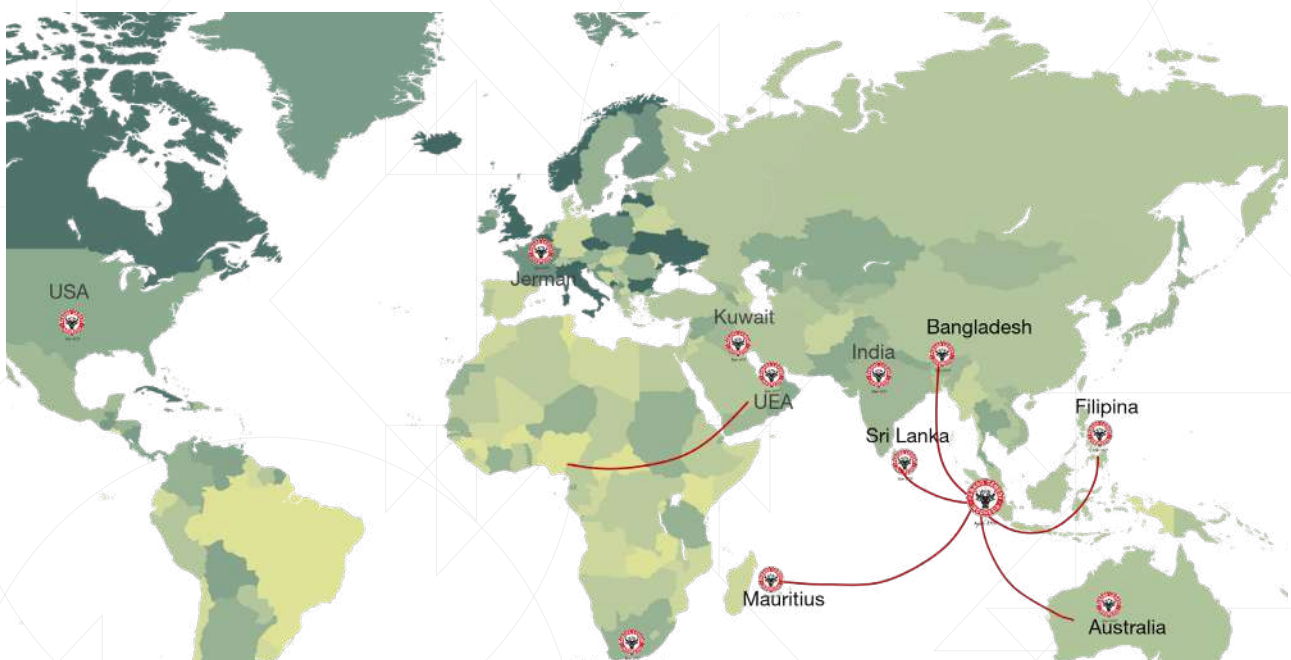 USA
Jerman
Kuwait
Bangladesh
India
UEA
Filipina
Sri Lanka
Mauritius
Australia